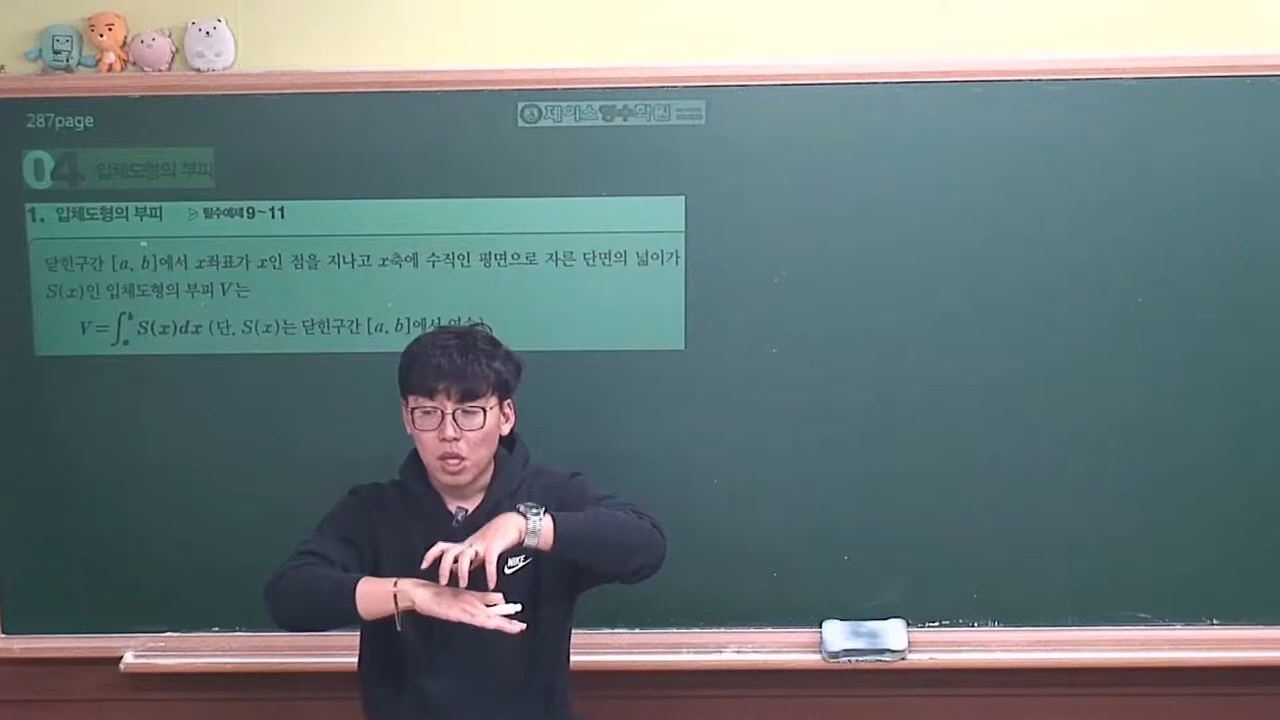 287page
제이스영수학원
04 입체도형의 부피
1. 입체도형의 부피 ≫ 필수예제 9~11
닫힌구간 [a, b]에서 x좌표가 x인 점을 지나고 x축에 수직인 평면으로 자른 단면의 넓이가
S(x)인 입체도형의 부피 V는
V=∫ₐᵇ S(x)dx (단, S(x)는 닫힌구간 [a, b]에서 연속)
NIKE